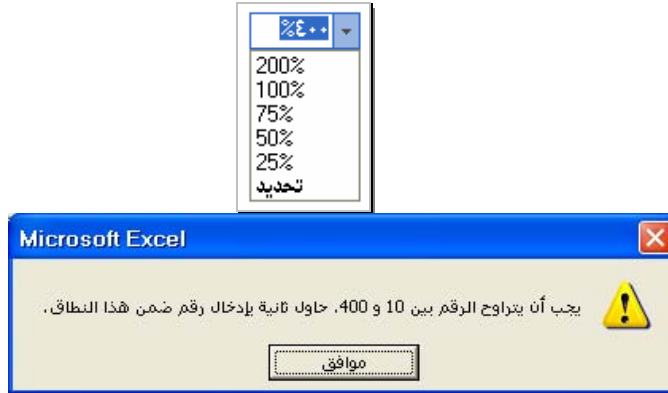 %٤٠٠
200%
100%
75%
50%
25%
تحديد
Microsoft Excel
يجب أن يتراوح الرقم بين 10 و 400. حاول ثانية بإدخال رقم ضمن هذا النطاق.
موافق